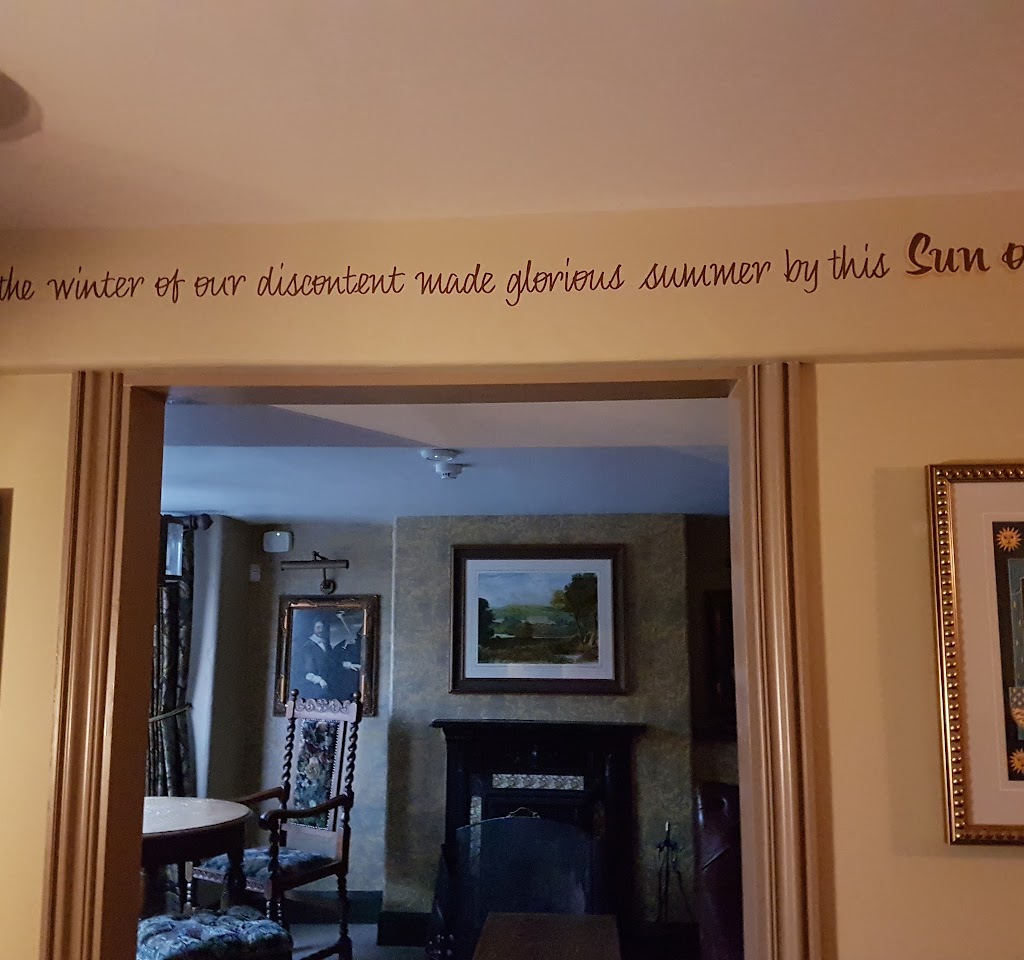 the winter of our discontent made glorious summer by this Sun o